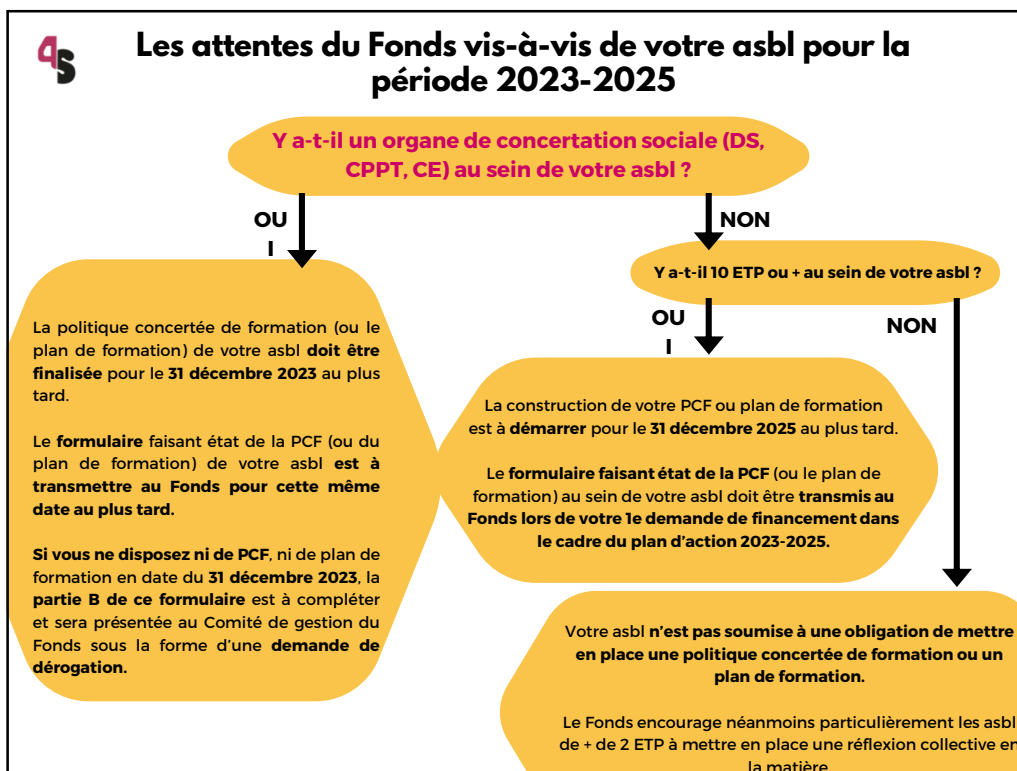 4S
Les attentes du Fonds vis-à-vis de votre asbl pour la
période 2023-2025
Y a-t-il un organe de concertation sociale (DS,
CPPT, CE) au sein de votre asbl ?
OU
I
NON
Y a-t-il 10 ETP ou + au sein de votre asbl ?
La politique concertée de formation (ou le
plan de formation) de votre asbl doit être
finalisée pour le 31 décembre 2023 au plus
tard.
Le formulaire faisant état de la PCF (ou du
plan de formation) de votre asbl est à
transmettre au Fonds pour cette même
date au plus tard.
Si vous ne disposez ni de PCF, ni de plan de
formation en date du 31 décembre 2023, la
partie B de ce formulaire est à compléter
et sera présentée au Comité de gestion du
Fonds sous la forme d'une demande de
dérogation.
OU
I
NON
La construction de votre PCF ou plan de formation
est à démarrer pour le 31 décembre 2025 au plus tard.
Le formulaire faisant état de la PCF (ou le plan de
formation) au sein de votre asbl doit être transmis au
Fonds lors de votre 1e demande de financement dans
le cadre du plan d'action 2023-2025.
Votre asbl n'est pas soumise à une obligation de mettre
en place une politique concertée de formation ou un
plan de formation.
Le Fonds encourage néanmoins particulièrement les asbl
de + de 2 ETP à mettre en place une réflexion collective en
la matière